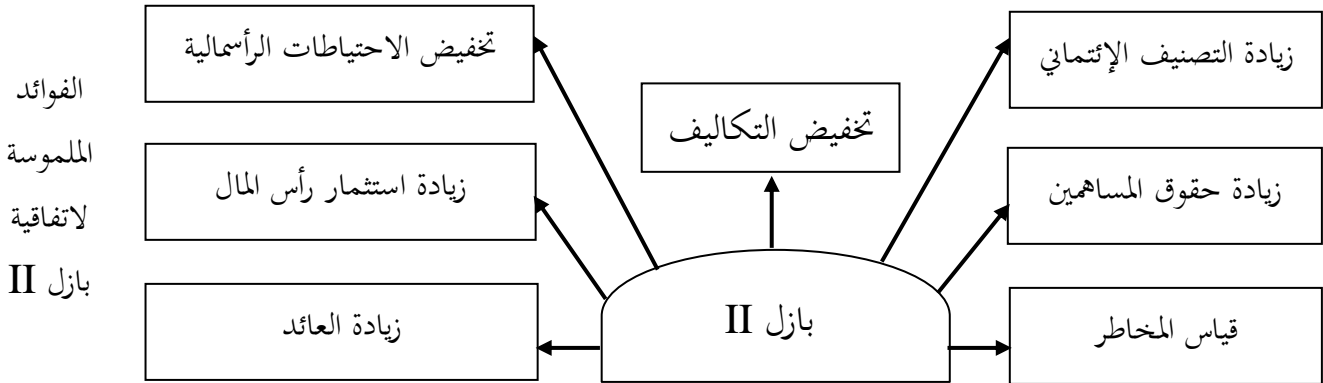 زيادة التصنيف الإئتماني
تخفيض الاحتياطات الرأسمالية
تخفيض التكاليف
زيادة حقوق المساهمين
زيادة استثمار رأس المال
قياس المخاطر
بازل II
زيادة العائد
الفوائد
الملموسة
لاتفاقية
بازل II